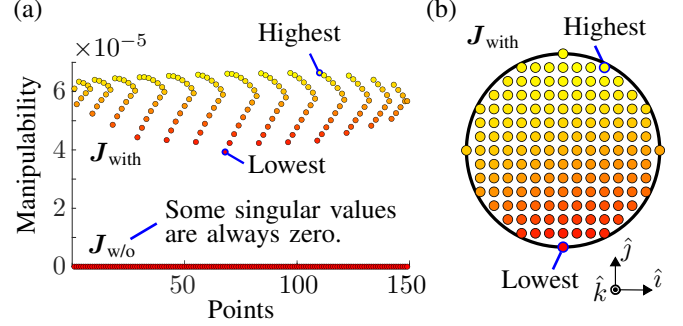 (a)
×10⁻⁵
Highest
6
4
2
0
Manipulability
J_with
Lowest
Some singular values
are always zero.
J_w/o
50
100
150
Points
(b)
J_with
Highest
Lowest
ĵ
k̂
î